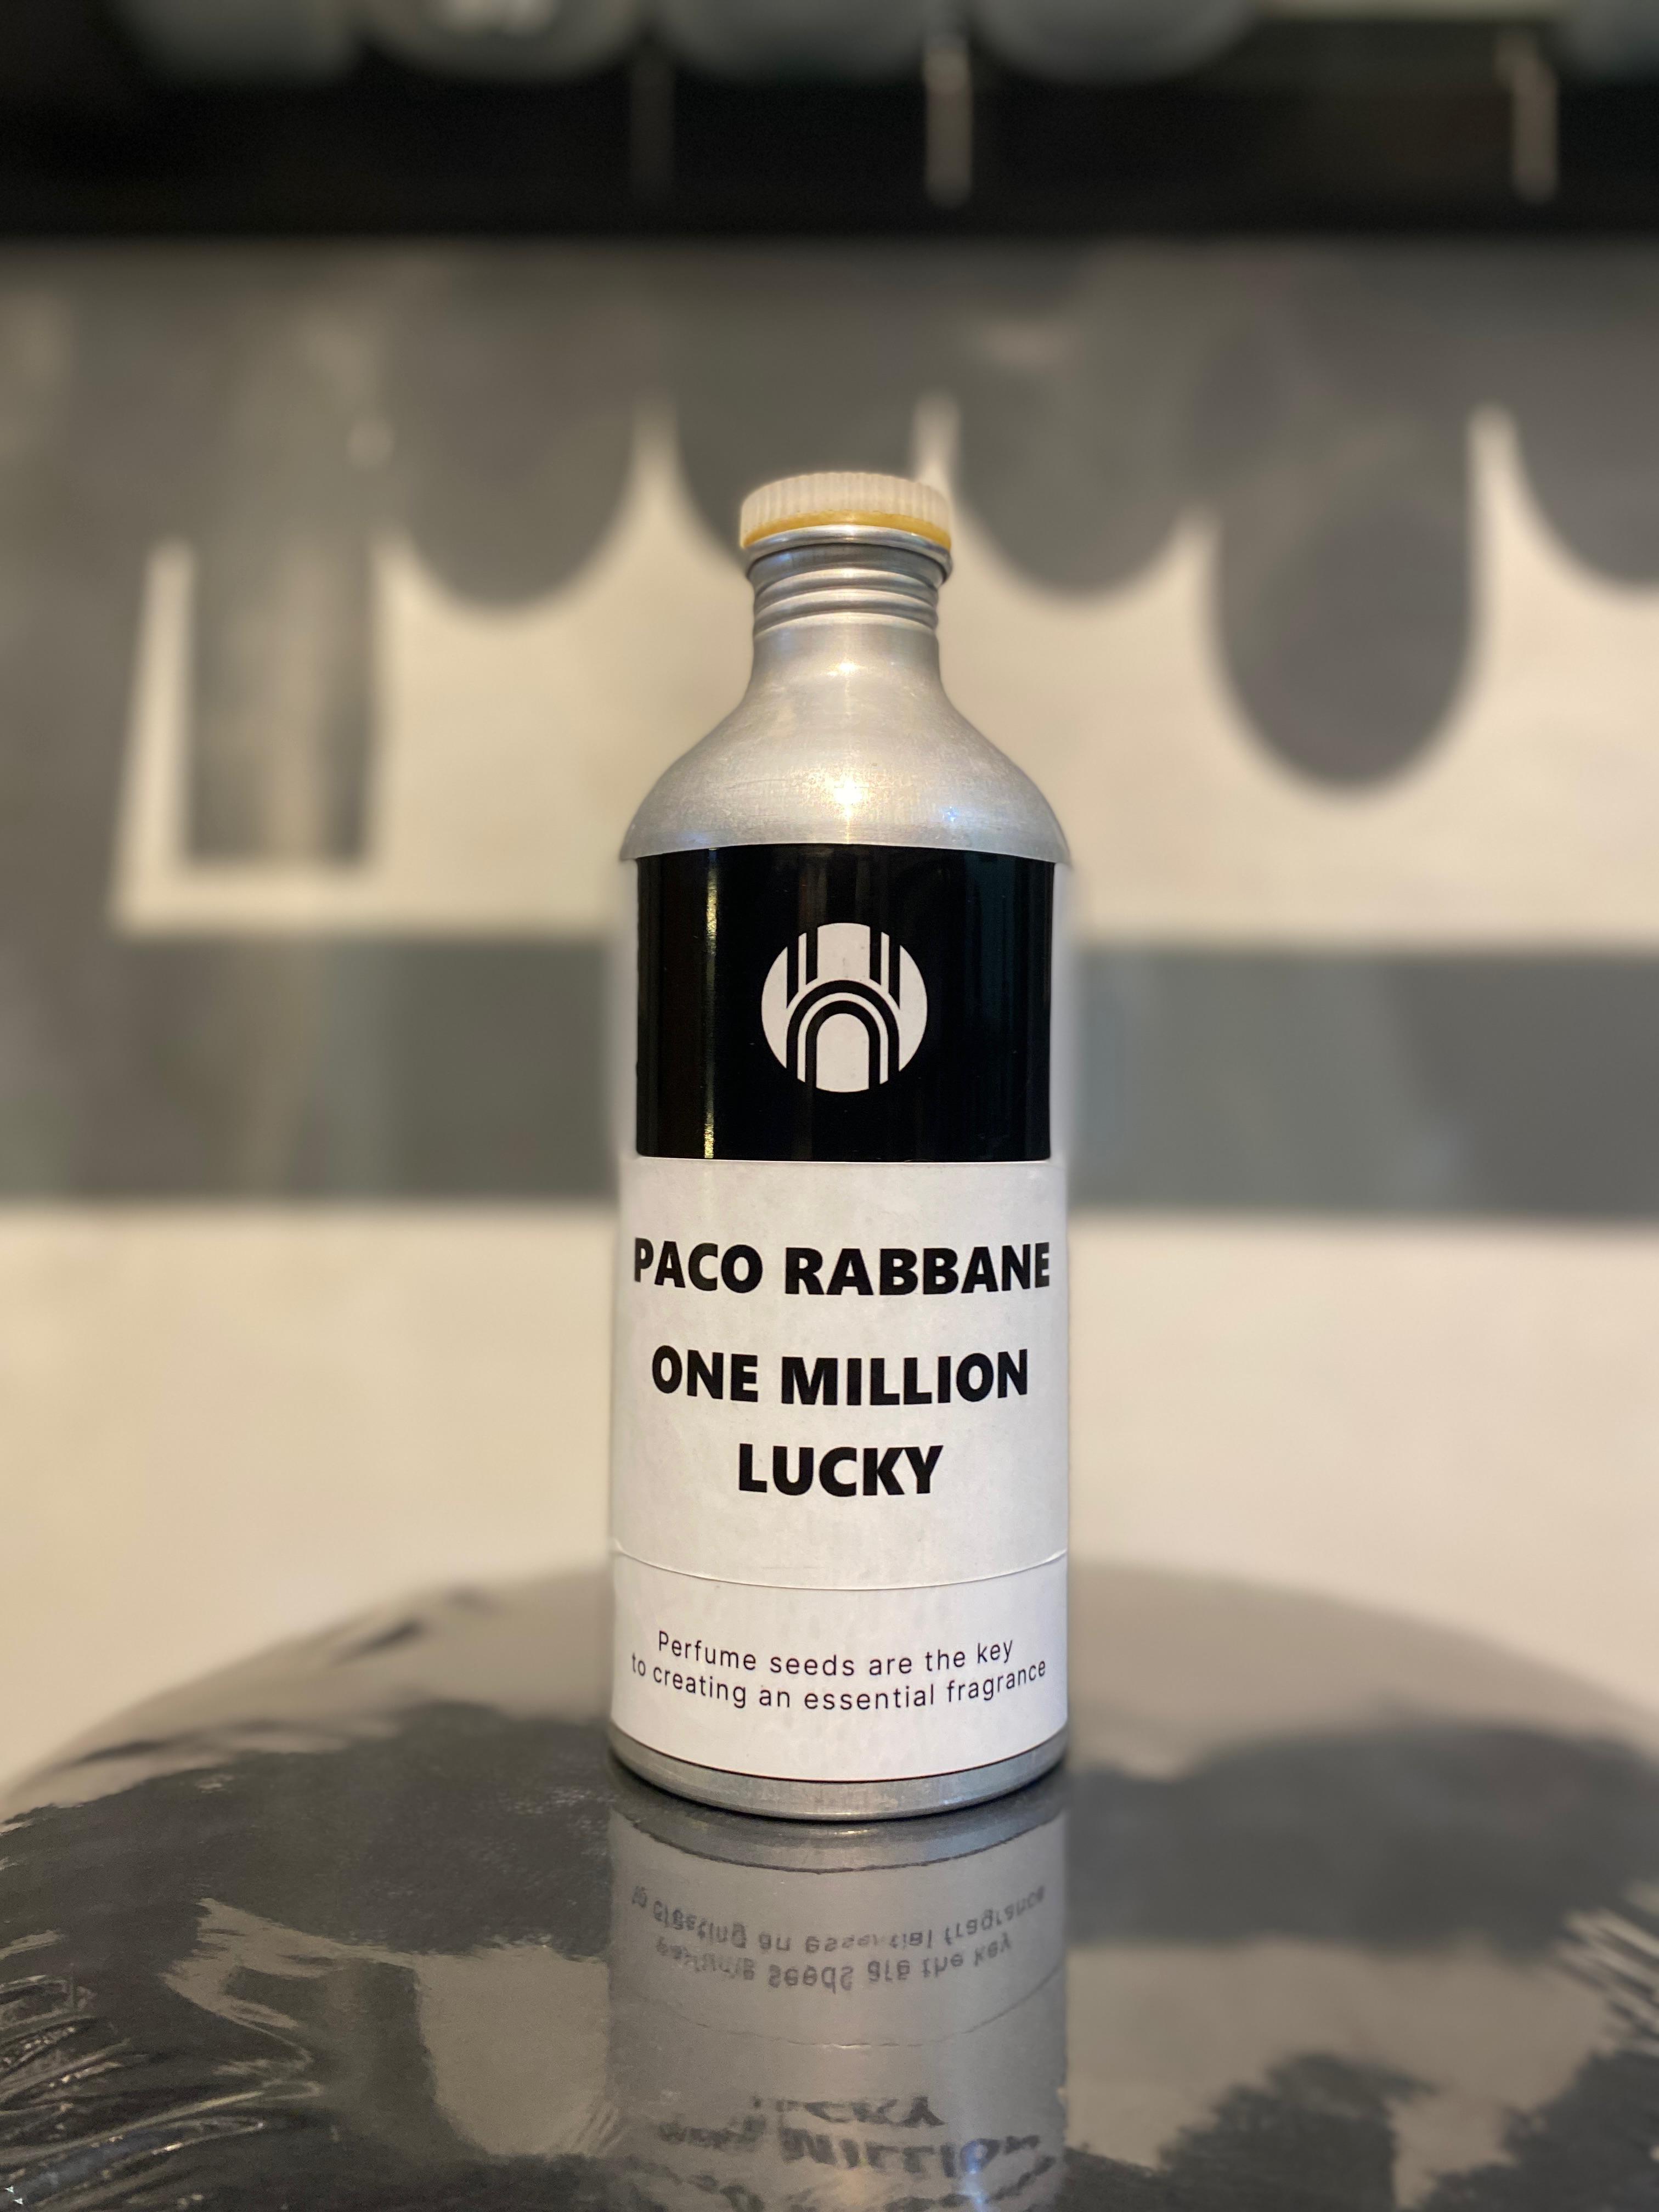 PACO RABBANE
ONE MILLION
LUCKY
Perfume seeds are the key
to creating an essential fragrance